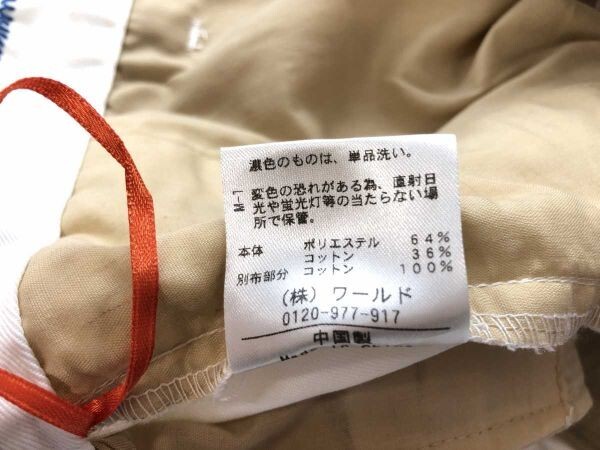 濃色のものは、単品洗い。
M-1
変色の恐れがある為、直射日
光や蛍光灯等の当たらない場
所で保管。
本体 ポリエステル 64%
コットン 36%
別布部分 コットン 100%
(株) ワールド
0120-977-917
中国製